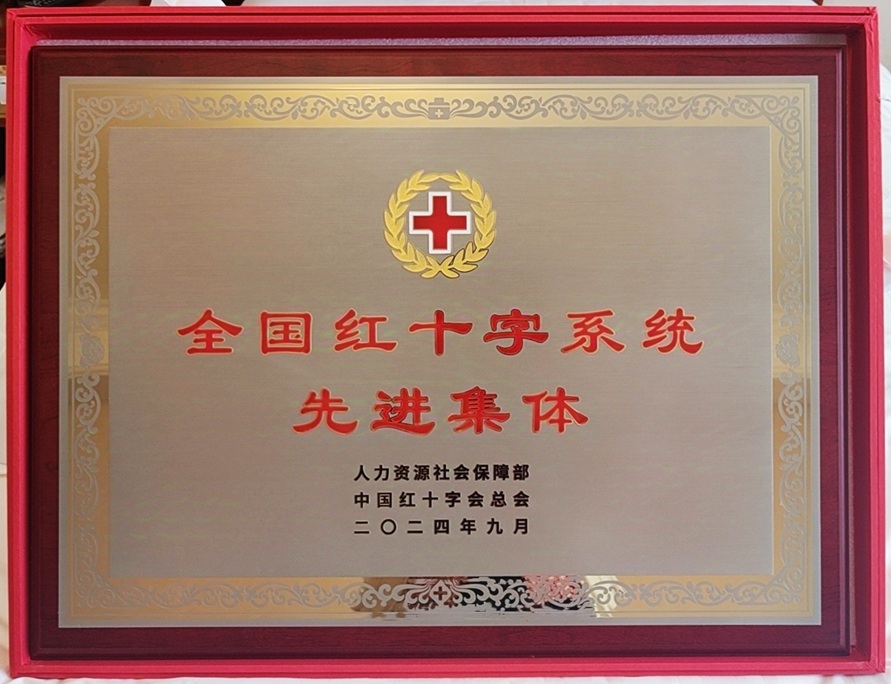 全国红十字系统
先进集体
人力资源社会保障部
中国红十字会总会
二〇二四年九月